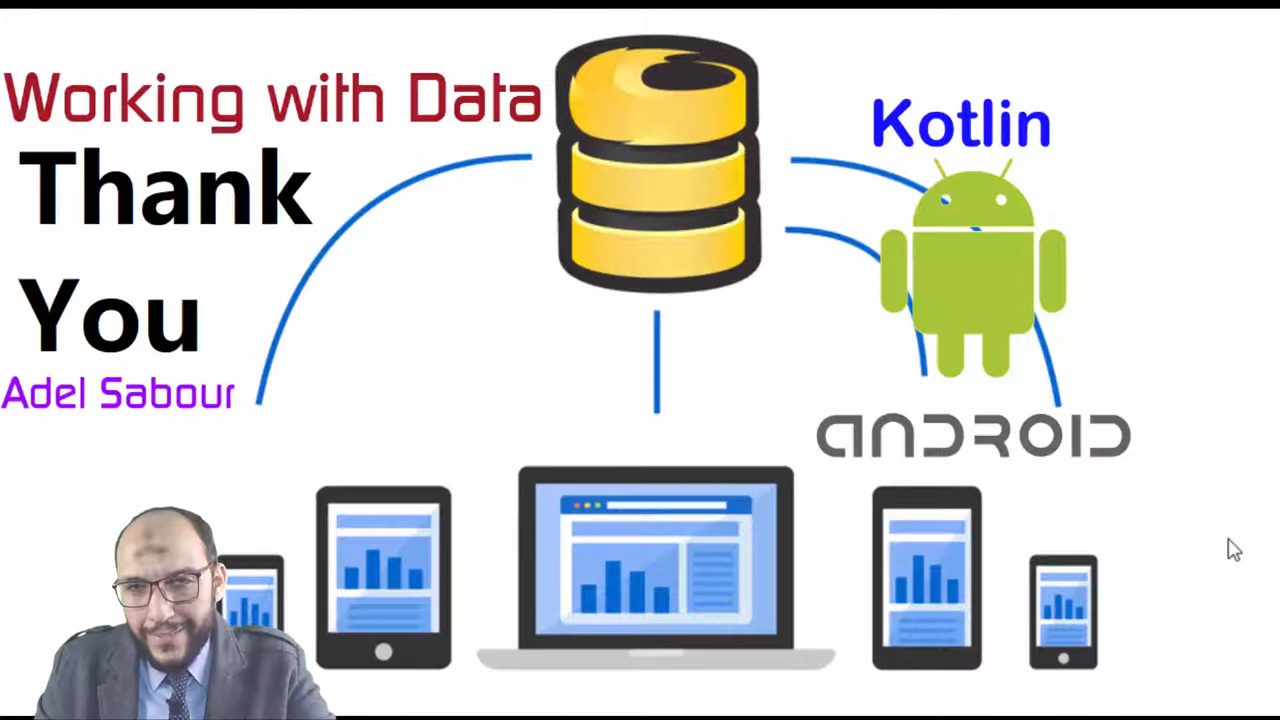 Working with Data
Thank
You
Adel Sabour
Kotlin
ANDROID